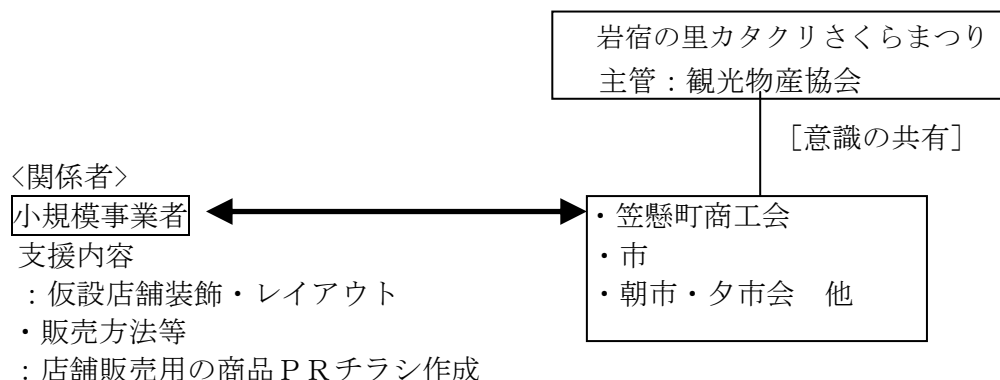 岩宿の里カタクリさくらまつり
主管：観光物産協会
［意識の共有］
<関係者>
小規模事業者
支援内容
：仮設店舗装飾・レイアウト
・販売方法等
：店舗販売用の商品ＰＲチラシ作成
・笠懸町商工会
・市
・朝市・夕市会　他